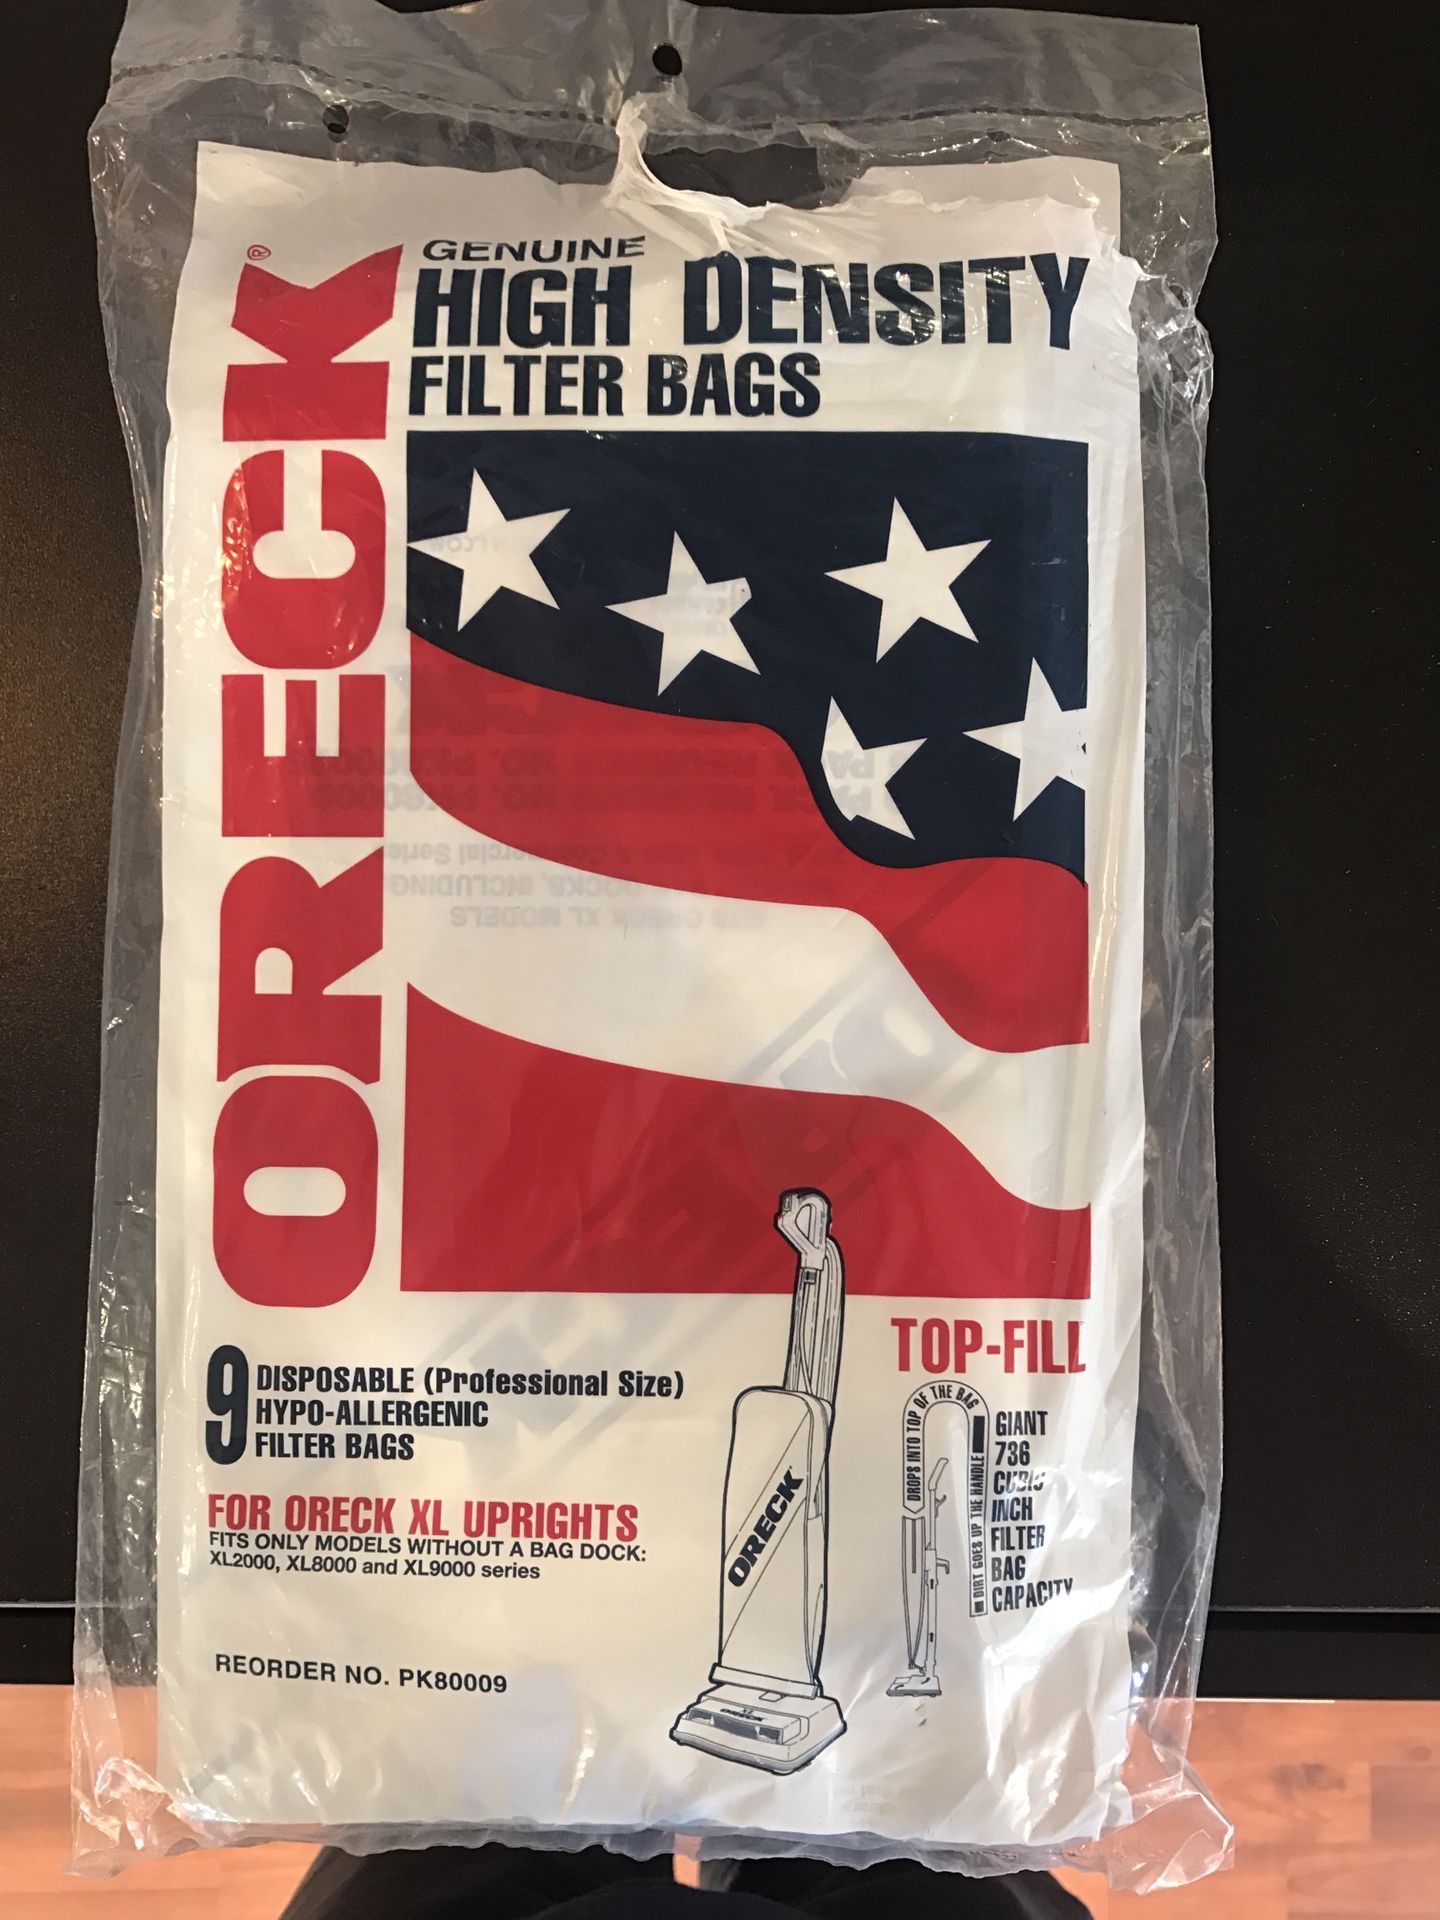 ORECK®
GENUINE
HIGH DENSITY
FILTER BAGS
9 DISPOSABLE (Professional Size)
HYPO-ALLERGENIC
FILTER BAGS
FOR ORECK XL UPRIGHTS
FITS ONLY MODELS WITHOUT A BAG DOCK:
XL2000, XL8000 and XL9000 series
REORDER NO. PK80009
ORECK
XL
ORECK
TOP-FILL
DROPS INTO TOP OF THE BAG
DIRT GOES UP THE HANDLE
GIANT
736
CUBIC
INCH
FILTER
BAG
CAPACITY